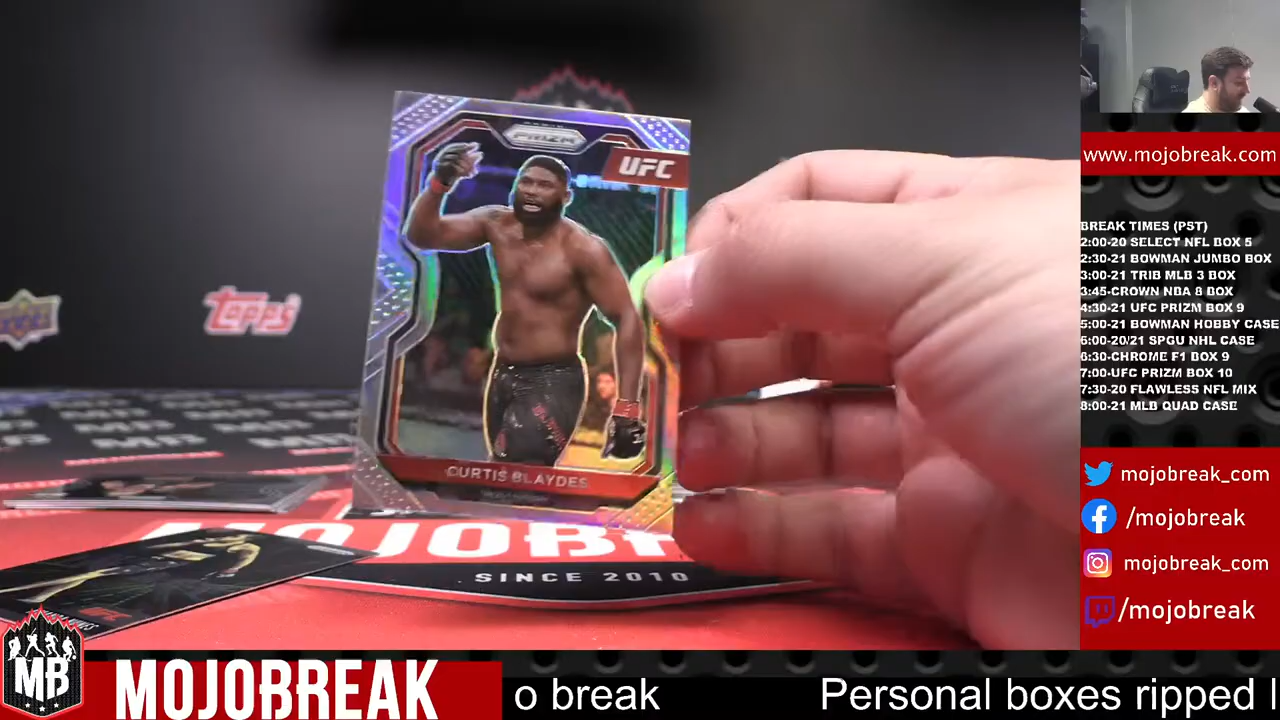 PRIZM
UFC
CURTIS BLAYDES
Topps
MOJOBR
SINCE 2010
www.mojobreak.com
BREAK TIMES (PST)
2:00-20 SELECT NFL BOX 5
2:30-21 BOWMAN JUMBO BOX
3:00-21 TRIB MLB 3 BOX
3:45-CROWN NBA 8 BOX
4:30-21 UFC PRIZM BOX 9
5:00-21 BOWMAN HOBBY CASE
6:00-20/21 SPGU NHL CASE
6:30-CHROME F1 BOX 9
7:00-UFC PRIZM BOX 10
7:30-20 FLAWLESS NFL MIX
8:00-21 MLB QUAD CASE
mojobreak_com
/mojobreak
mojobreak_com
/mojobreak
MB
MOJOBREAK
o break
Personal boxes ripped l